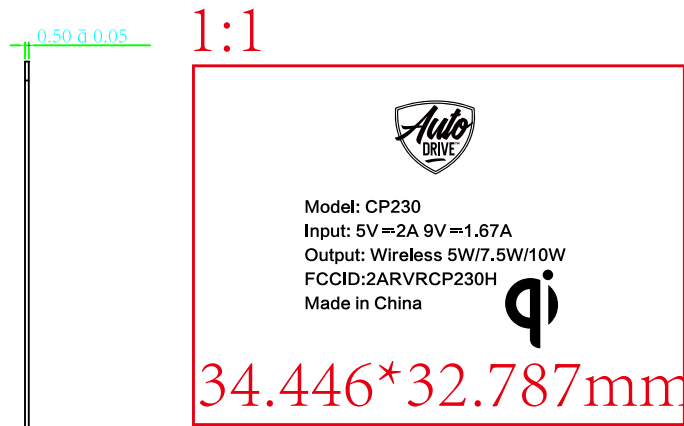 0.50 ā 0.05
1:1
Auto
DRIVE™
Model: CP230
Input: 5V⎓2A 9V⎓1.67A
Output: Wireless 5W/7.5W/10W
FCCID:2ARVRCP230H
Made in China
qi
34.446*32.787mm